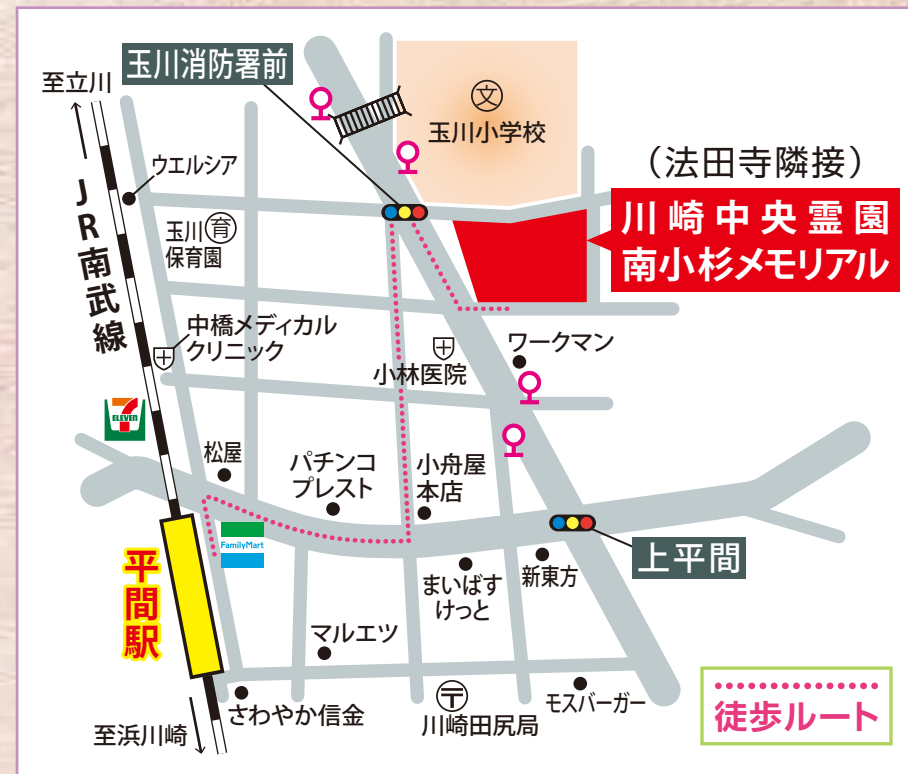 玉川消防署前
至立川
文
玉川小学校
(法田寺隣接)
ウエルシア
川崎中央霊園
南小杉メモリアル
JR南武線
玉川
保育園
育
中橋メディカル
クリニック
ワークマン
小林医院
7
ELEVEN
松屋
パチンコ
プレスト
小舟屋
本店
FamilyMart
上平間
平間駅
まいばす
けっと
新東方
マルエツ
さわやか信金
〒
川崎田尻局
モスバーガー
徒歩ルート
至浜川崎